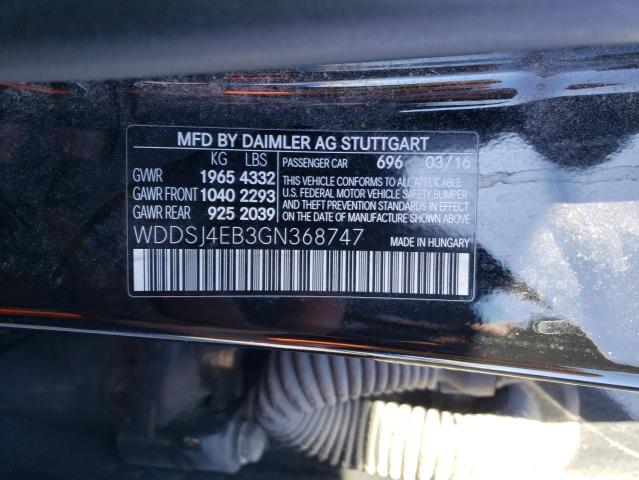 MFD BY DAIMLER AG STUTTGART
KG LBS
GVWR 1965 4332
GAWR FRONT 1040 2293
GAWR REAR 925 2039
PASSENGER CAR 696 03/16
THIS VEHICLE CONFORMS TO ALL APPLICABLE
U.S. FEDERAL MOTOR VEHICLE SAFETY, BUMPER
AND THEFT PREVENTION STANDARDS IN EFFECT
ON THE DATE OF MANUFACTURE SHOWN ABOVE.
WDDSJ4EB3GN368747 MADE IN HUNGARY